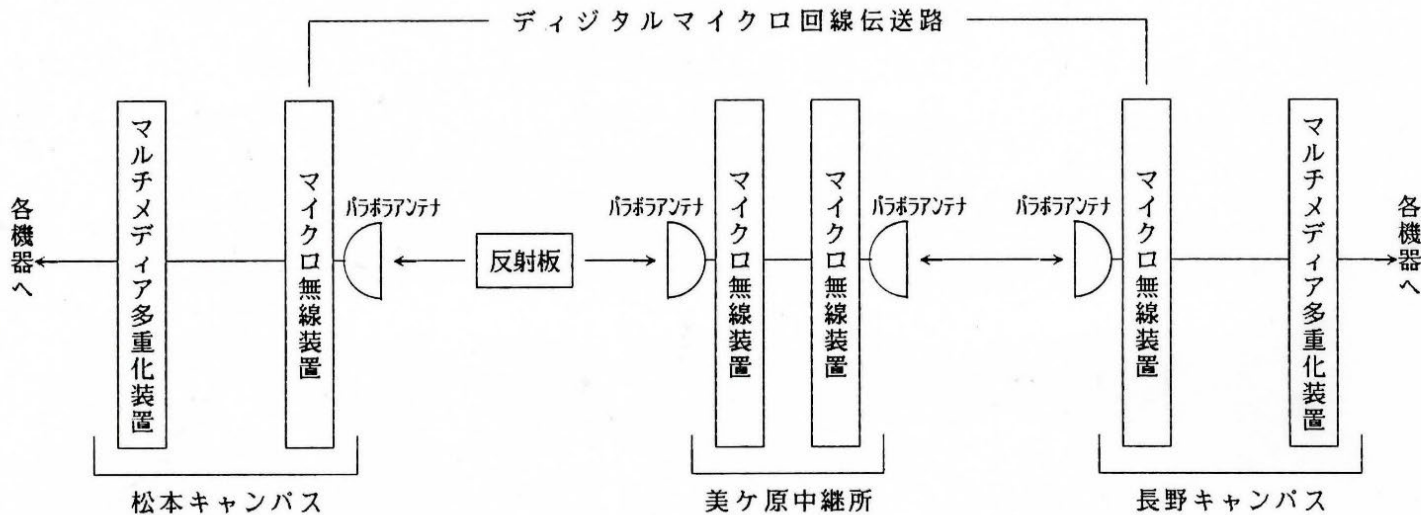 ディジタルマイクロ回線伝送路
各機器へ
マルチメディア多重化装置
マイクロ無線装置
パラボラアンテナ
反射板
パラボラアンテナ
マイクロ無線装置
マイクロ無線装置
パラボラアンテナ
パラボラアンテナ
マイクロ無線装置
マルチメディア多重化装置
各機器へ
松本キャンパス
美ケ原中継所
長野キャンパス